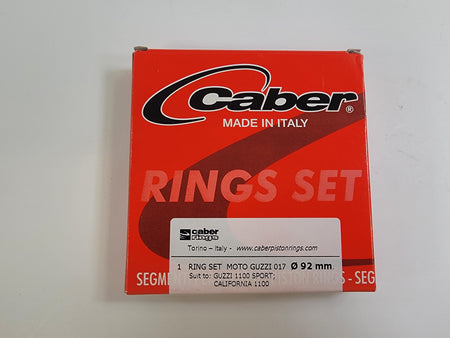 Caber®
MADE IN ITALY
RINGS SET
caber
rings
Torino – Italy - www.caberpistonrings.com
1 RING SET MOTO GUZZI 017 Ø 92 mm
Suit to: GUZZI 1100 SPORT;
CALIFORNIA 1100
SEGM RINGS - SEG